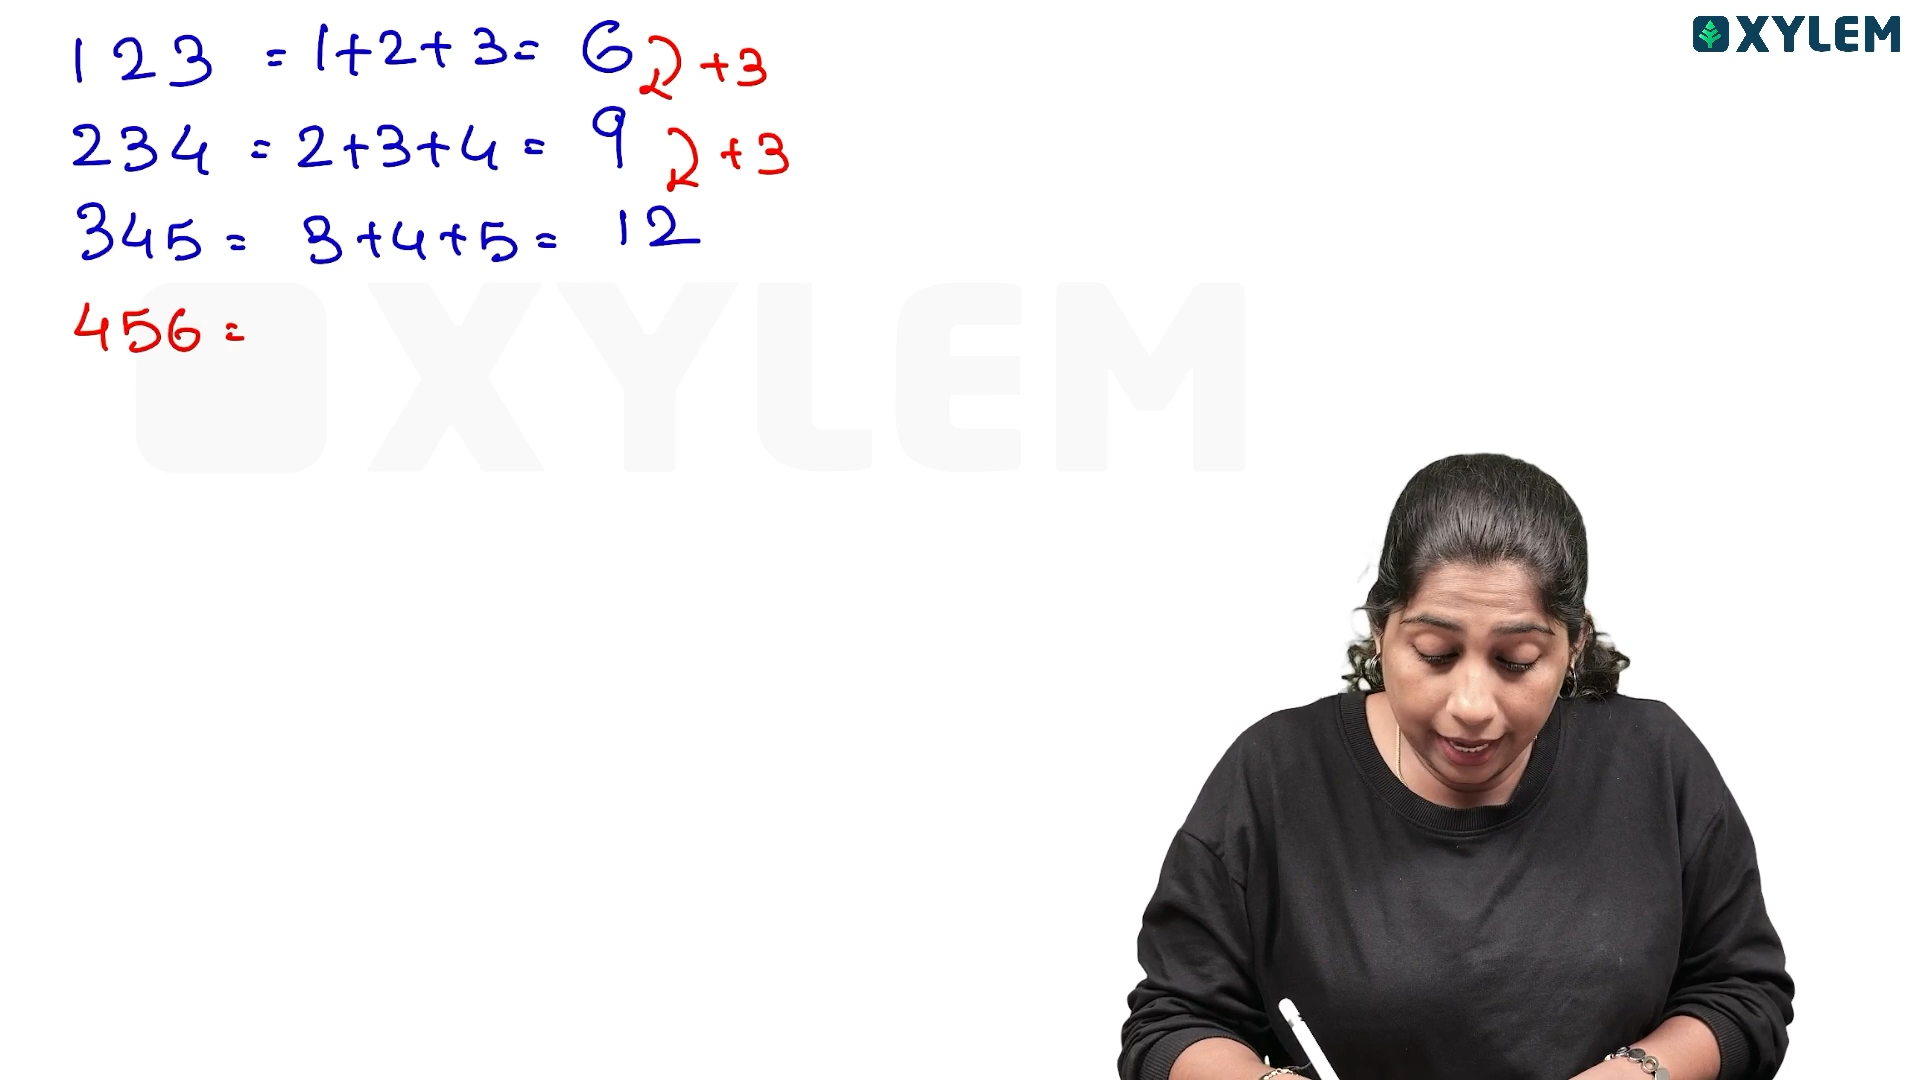 XYLEM
123 = 1+2+3= 6 +3
234 = 2+3+4 = 9 +3
345 = 3+4+5 = 12
456 =
XYLEM